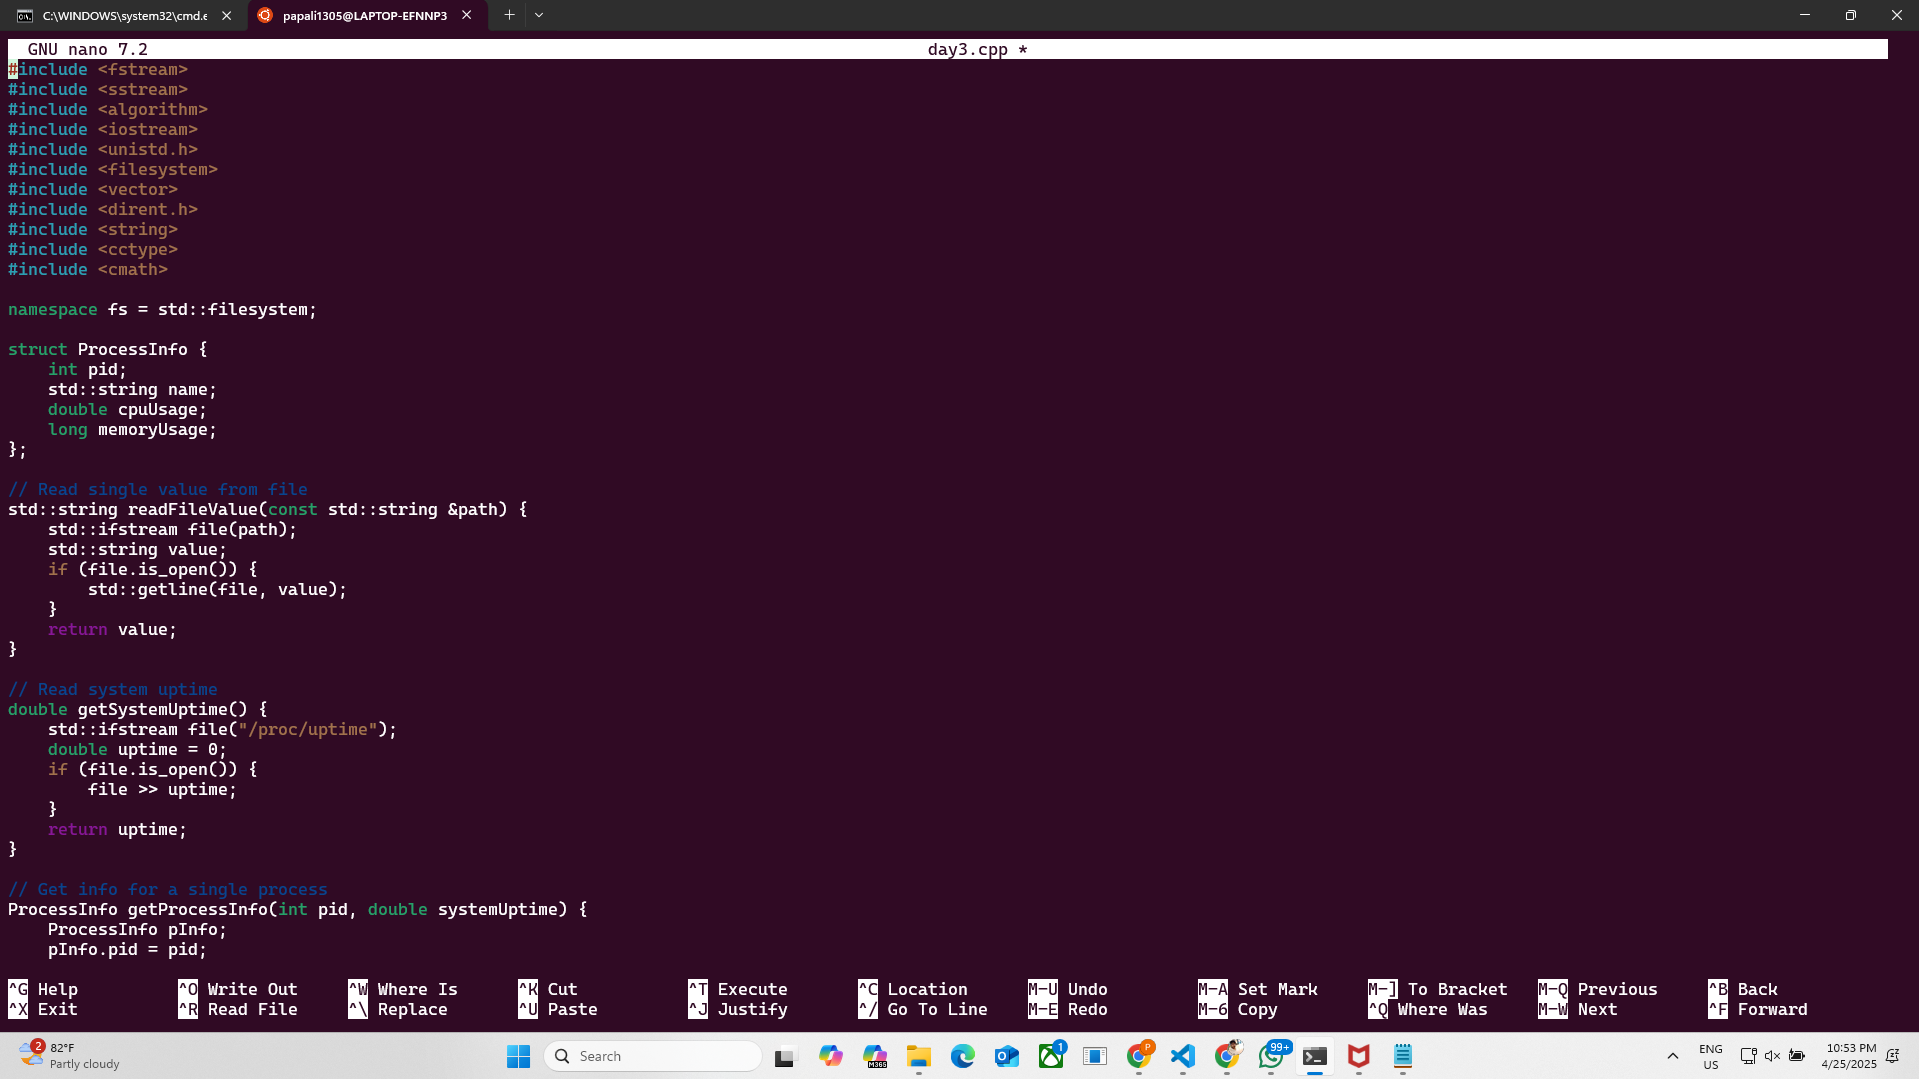 C:\WINDOWS\system32\cmd.e
papali1305@LAPTOP-EFNNP3
GNU nano 7.2 day3.cpp *
#include <fstream>
#include <sstream>
#include <algorithm>
#include <iostream>
#include <unistd.h>
#include <filesystem>
#include <vector>
#include <dirent.h>
#include <string>
#include <cctype>
#include <cmath>
namespace fs = std::filesystem;
struct ProcessInfo {
    int pid;
    std::string name;
    double cpuUsage;
    long memoryUsage;
};
// Read single value from file
std::string readFileValue(const std::string &path) {
    std::ifstream file(path);
    std::string value;
    if (file.is_open()) {
        std::getline(file, value);
    }
    return value;
}
// Read system uptime
double getSystemUptime() {
    std::ifstream file("/proc/uptime");
    double uptime = 0;
    if (file.is_open()) {
        file >> uptime;
    }
    return uptime;
}
// Get info for a single process
ProcessInfo getProcessInfo(int pid, double systemUptime) {
    ProcessInfo pInfo;
    pInfo.pid = pid;
^G Help ^O Write Out ^W Where Is ^K Cut ^T Execute ^C Location M-U Undo M-A Set Mark M-] To Bracket M-Q Previous ^B Back
^X Exit ^R Read File ^\ Replace ^U Paste ^J Justify ^/ Go To Line M-E Redo M-6 Copy ^Q Where Was M-W Next ^F Forward
2
82°F
Partly cloudy
Search
M365
1
P
99+
ENG
US
10:53 PM
4/25/2025